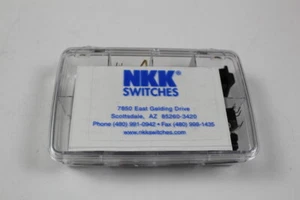 NKK®
SWITCHES
7850 East Gelding Drive
Scottsdale, AZ 85260-3420
Phone (480) 991-0942 • Fax (480) 998-1435
www.nkkswitches.com